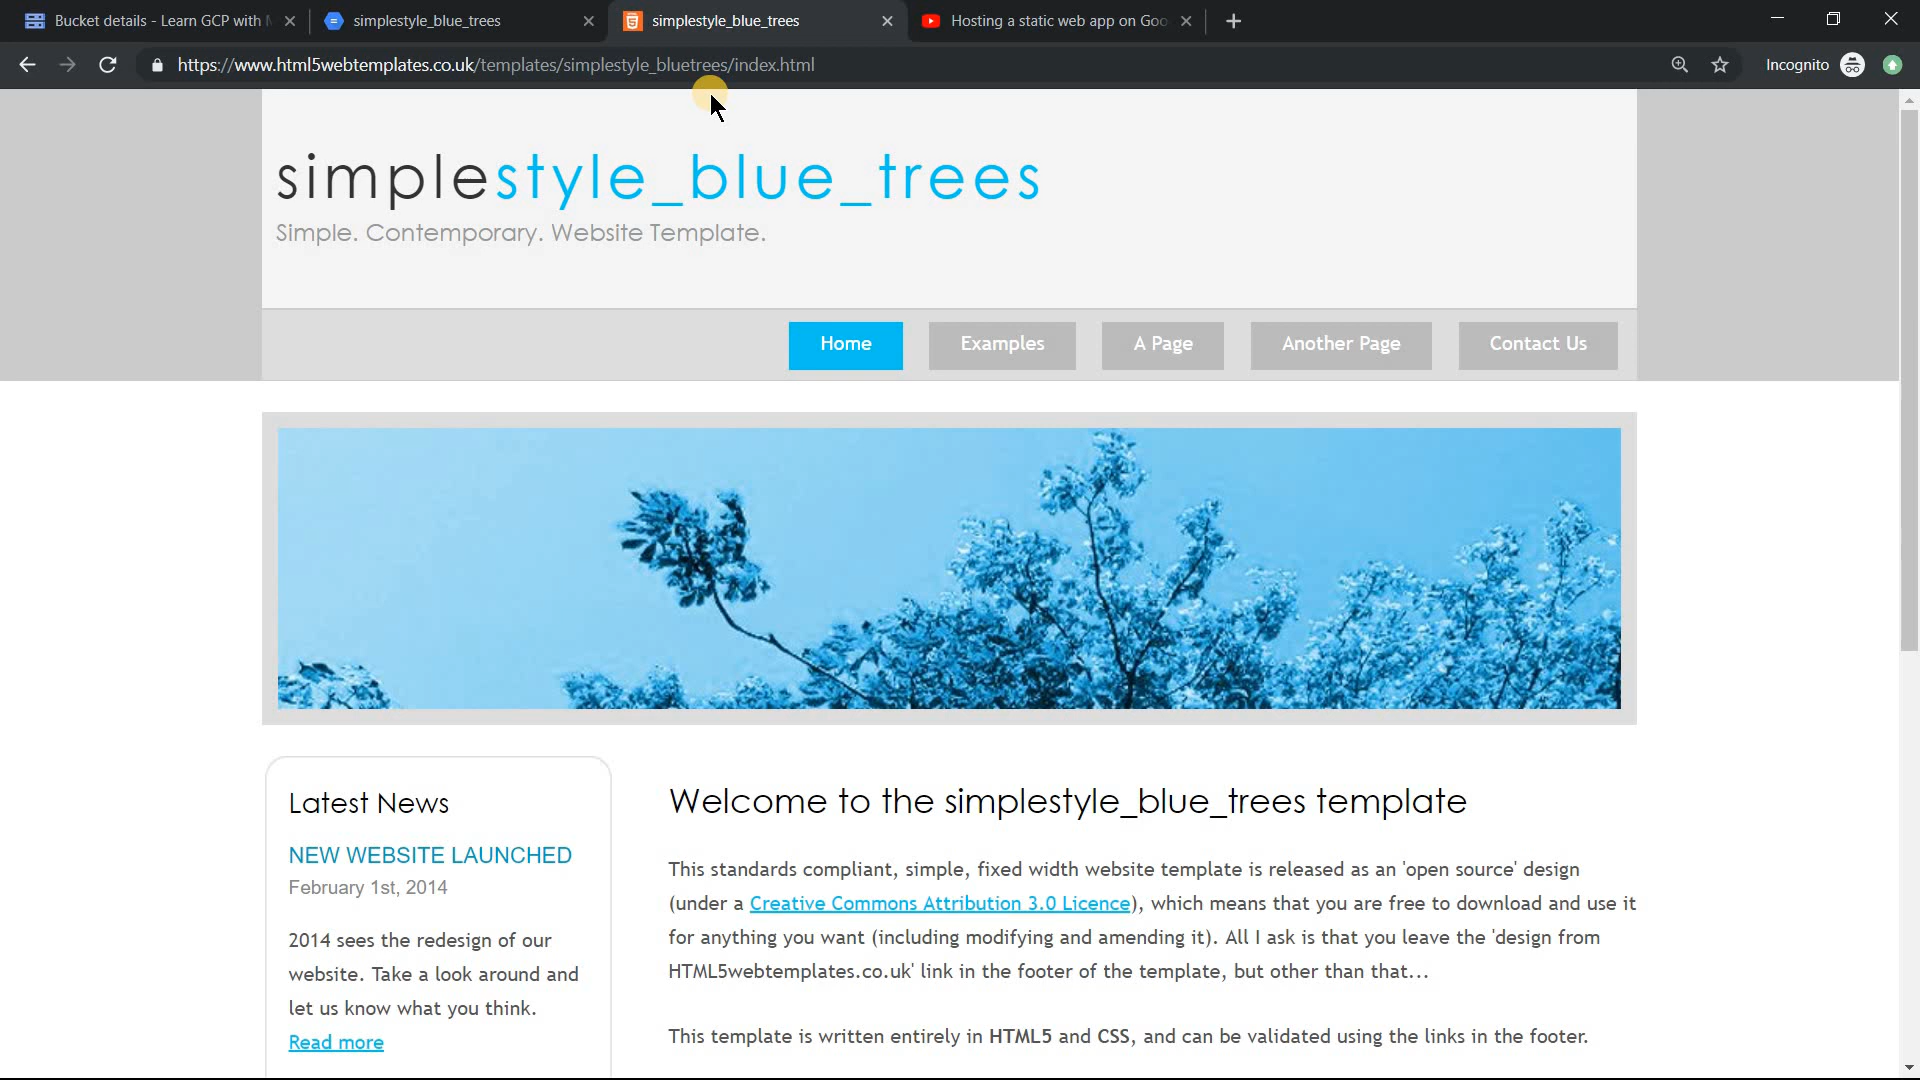 Bucket details - Learn GCP with
simplestyle_blue_trees
simplestyle_blue_trees
Hosting a static web app on Goo
https://www.html5webtemplates.co.uk/templates/simplestyle_bluetrees/index.html
Incognito
simplestyle_blue_trees
Simple. Contemporary. Website Template.
Home
Examples
A Page
Another Page
Contact Us
Latest News
NEW WEBSITE LAUNCHED
February 1st, 2014
2014 sees the redesign of our
website. Take a look around and
let us know what you think.
Read more
Welcome to the simplestyle_blue_trees template
This standards compliant, simple, fixed width website template is released as an 'open source' design
(under a Creative Commons Attribution 3.0 Licence), which means that you are free to download and use it
for anything you want (including modifying and amending it). All I ask is that you leave the 'design from
HTML5webtemplates.co.uk' link in the footer of the template, but other than that...
This template is written entirely in HTML5 and CSS, and can be validated using the links in the footer.